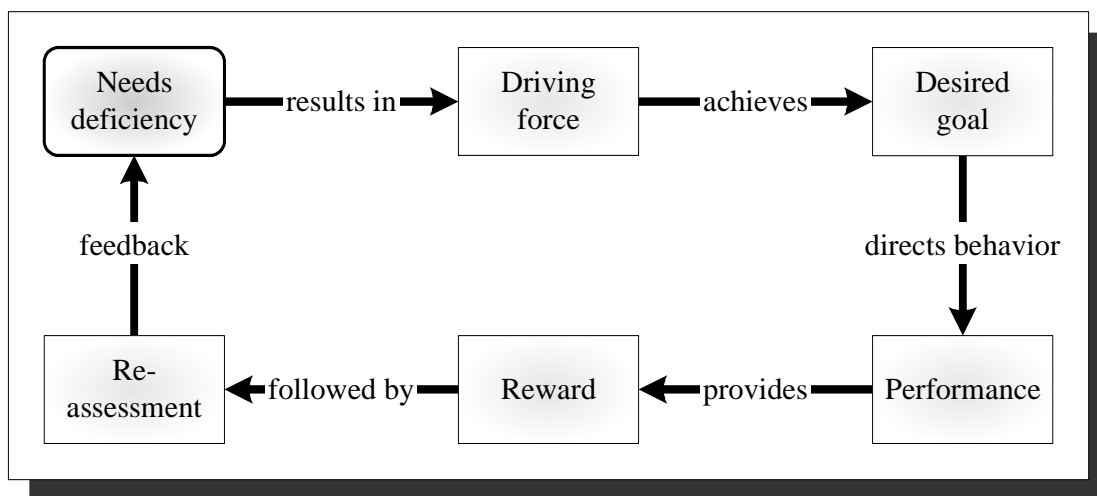 Needs
deficiency
results in
Driving
force
achieves
Desired
goal
feedback
directs behavior
Re-
assessment
followed by
Reward
provides
Performance